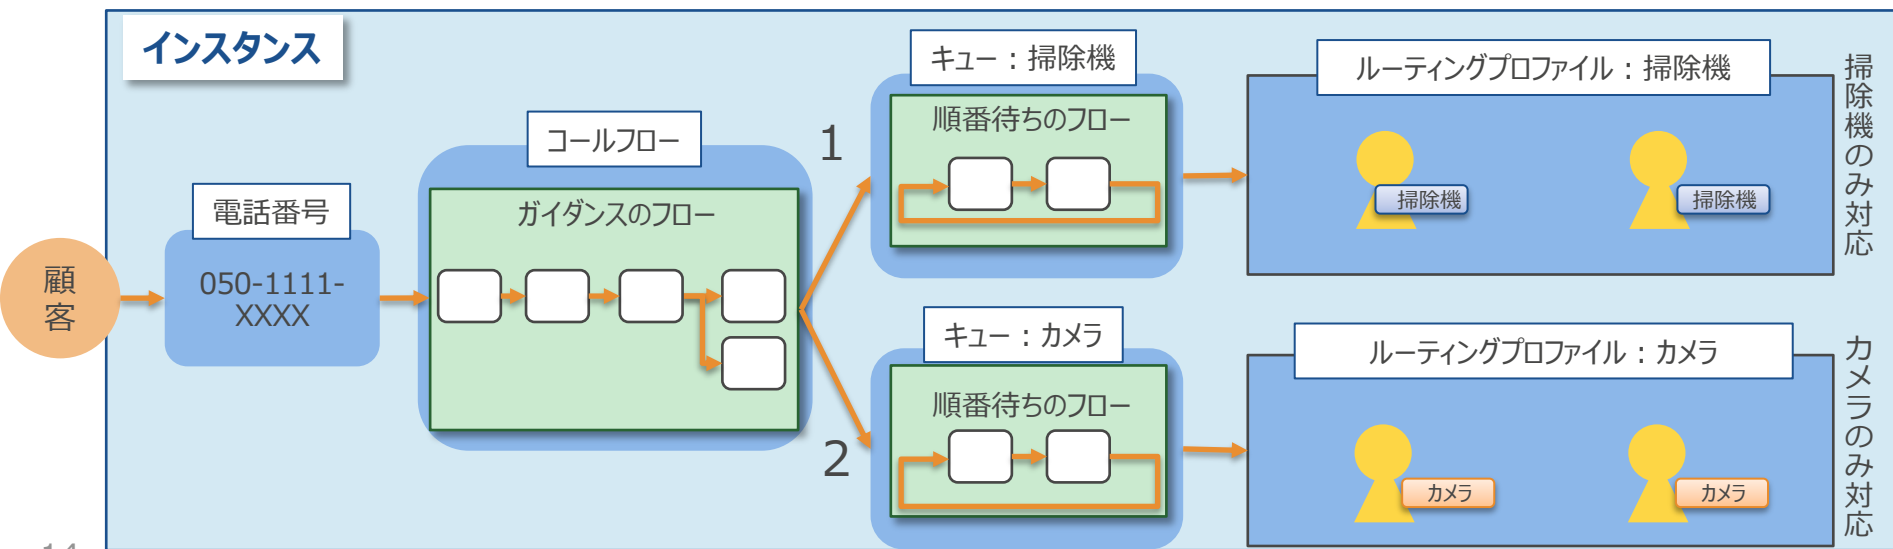 インスタンス
顧
客
電話番号
050-1111-
XXXX
コールフロー
ガイダンスのフロー
1
キュー：掃除機
順番待ちのフロー
ルーティングプロファイル：掃除機
掃除機
掃除機
掃除機のみ対応
2
キュー：カメラ
順番待ちのフロー
ルーティングプロファイル：カメラ
カメラ
カメラ
カメラのみ対応